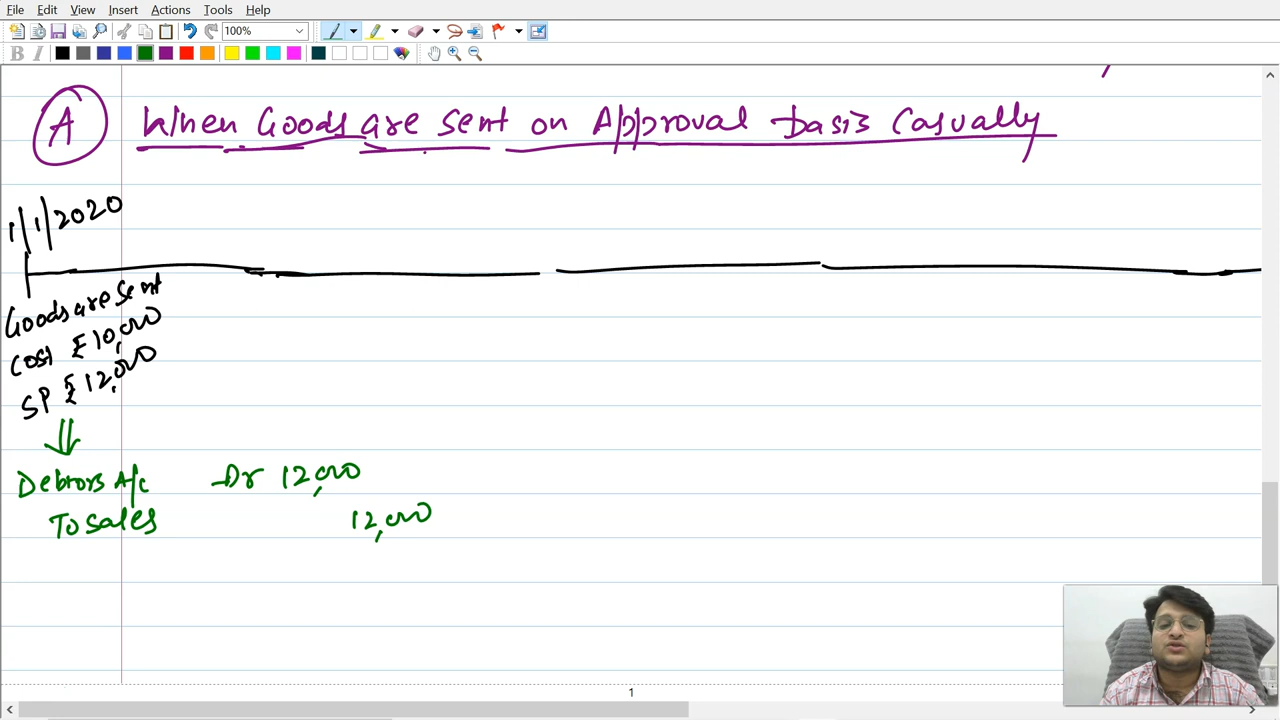 File Edit View Insert Actions Tools Help
100%
B I
A When Goods are Sent on Approval basis Casually
1/1/2020
Goods are sent
Cost ₹ 10,000
SP ₹ 12,000
Debtors A/c Dr 12,000
To Sales 12,000
1